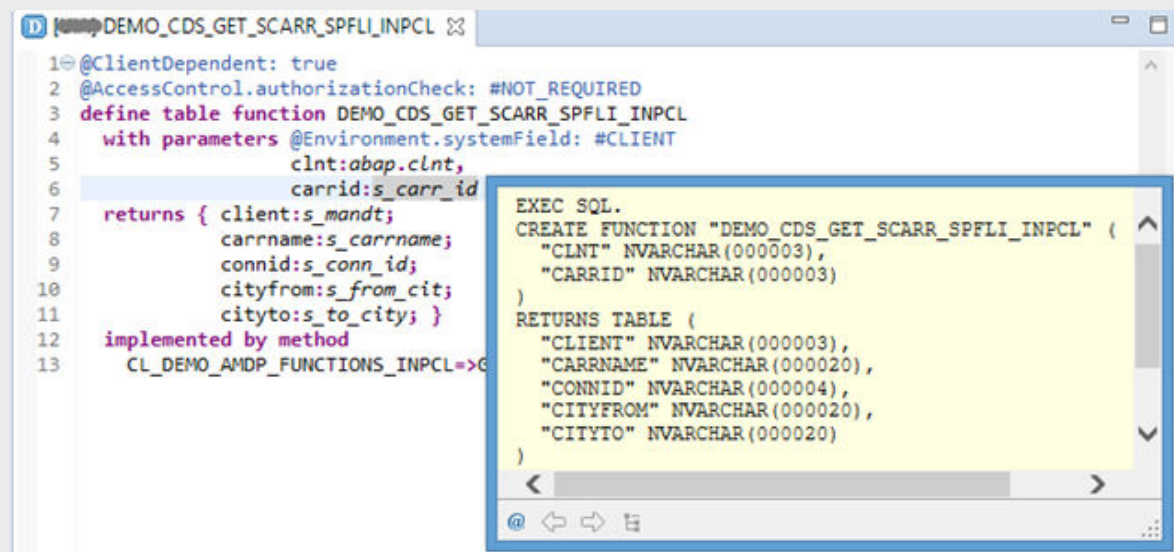 D DEMO_CDS_GET_SCARR_SPFLI_INPCL
1 @ClientDependent: true
2 @AccessControl.authorizationCheck: #NOT_REQUIRED
3 define table function DEMO_CDS_GET_SCARR_SPFLI_INPCL
4 with parameters @Environment.systemField: #CLIENT
5 clnt:abap.clnt,
6 carrid:s_carr_id
7 returns { client:s_mandt;
8 carrname:s_carrname;
9 connid:s_conn_id;
10 cityfrom:s_from_cit;
11 cityto:s_to_city; }
12 implemented by method
13 CL_DEMO_AMDP_FUNCTIONS_INPCL=>G
EXEC SQL.
CREATE FUNCTION "DEMO_CDS_GET_SCARR_SPFLI_INPCL" (
"CLNT" NVARCHAR(000003),
"CARRID" NVARCHAR(000003)
)
RETURNS TABLE (
"CLIENT" NVARCHAR(000003),
"CARRNAME" NVARCHAR(000020),
"CONNID" NVARCHAR(000004),
"CITYFROM" NVARCHAR(000020),
"CITYTO" NVARCHAR(000020)
)
@